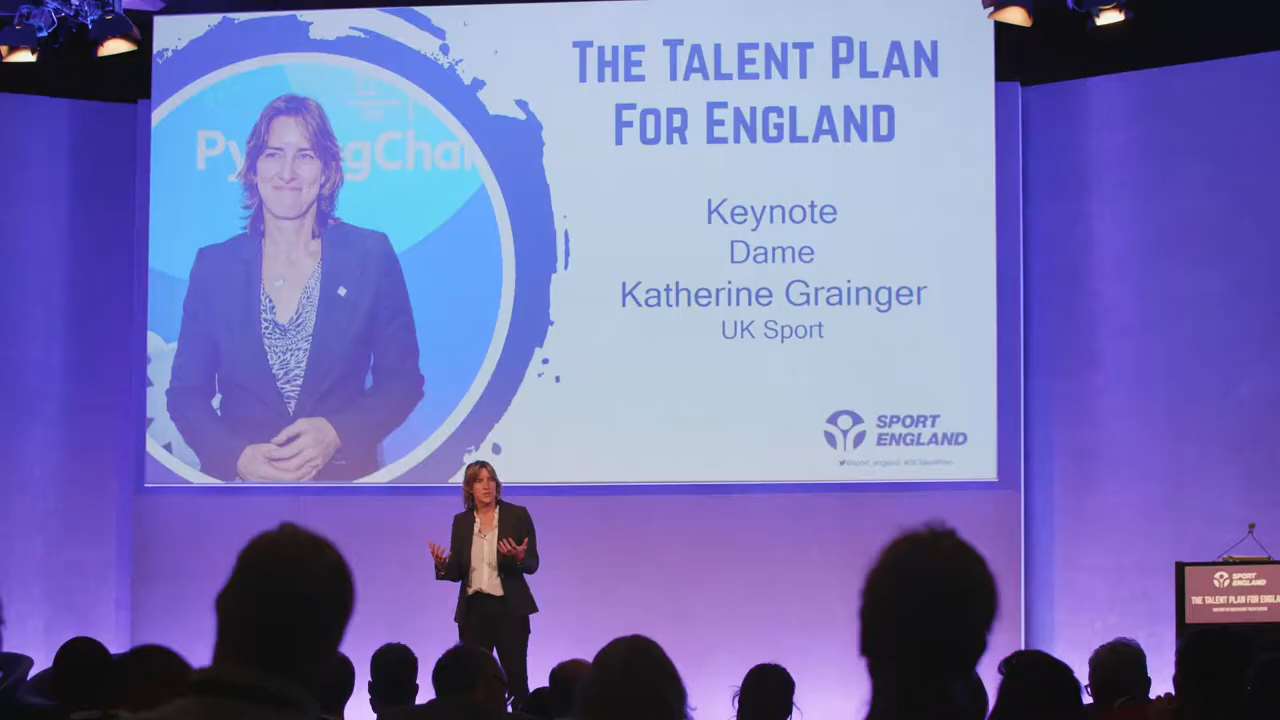 THE TALENT PLAN
FOR ENGLAND
Keynote
Dame
Katherine Grainger
UK Sport
SPORT
ENGLAND
SPORT
ENGLAND
THE TALENT PLAN FOR ENGLA